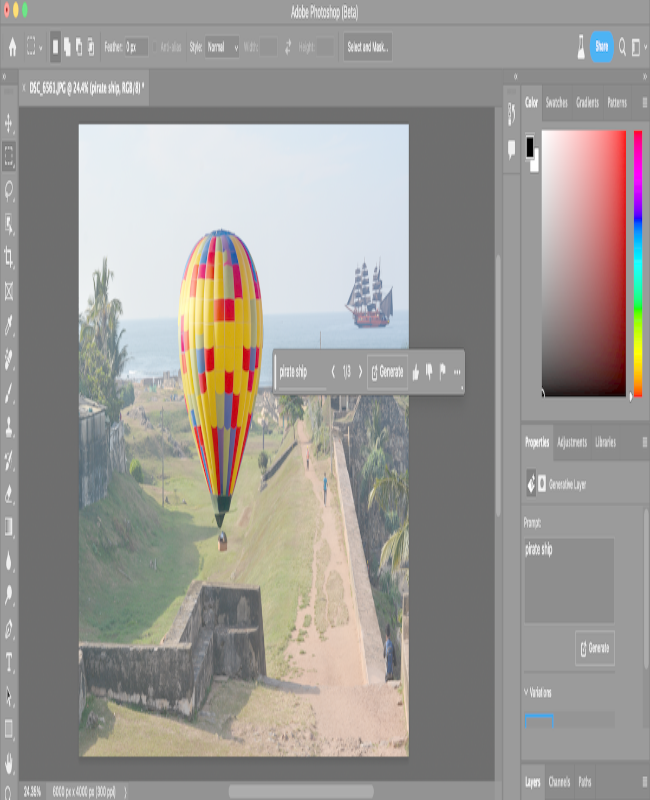 Adobe Photoshop (Beta)
Feather: 0 px Anti-alias Style: Normal Width: Height: Select and Mask... Share
DSC_6561.JPG @ 24.4% (pirate ship, RGB/8) *
Color Swatches Gradients Patterns
pirate ship 1/3 Generate
Properties Adjustments Libraries
Generative Layer
Prompt:
pirate ship
Generate
Variations
Layers Channels Paths
24.38% 6000 px x 4000 px (300 ppi)